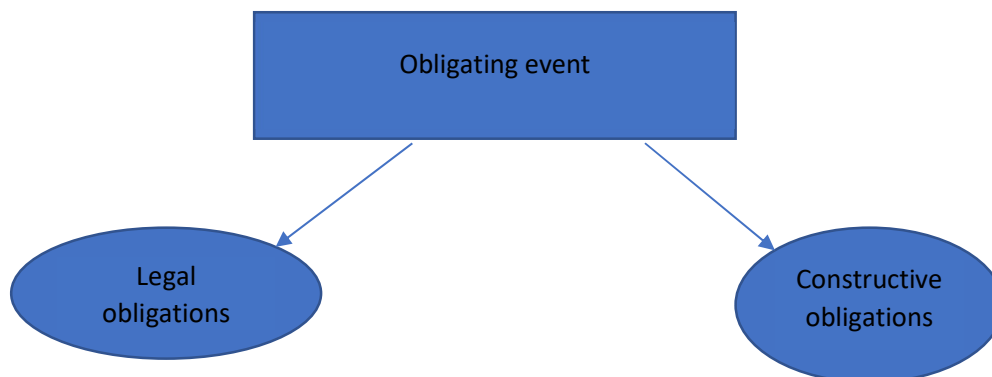 Obligating event
Legal
obligations
Constructive
obligations